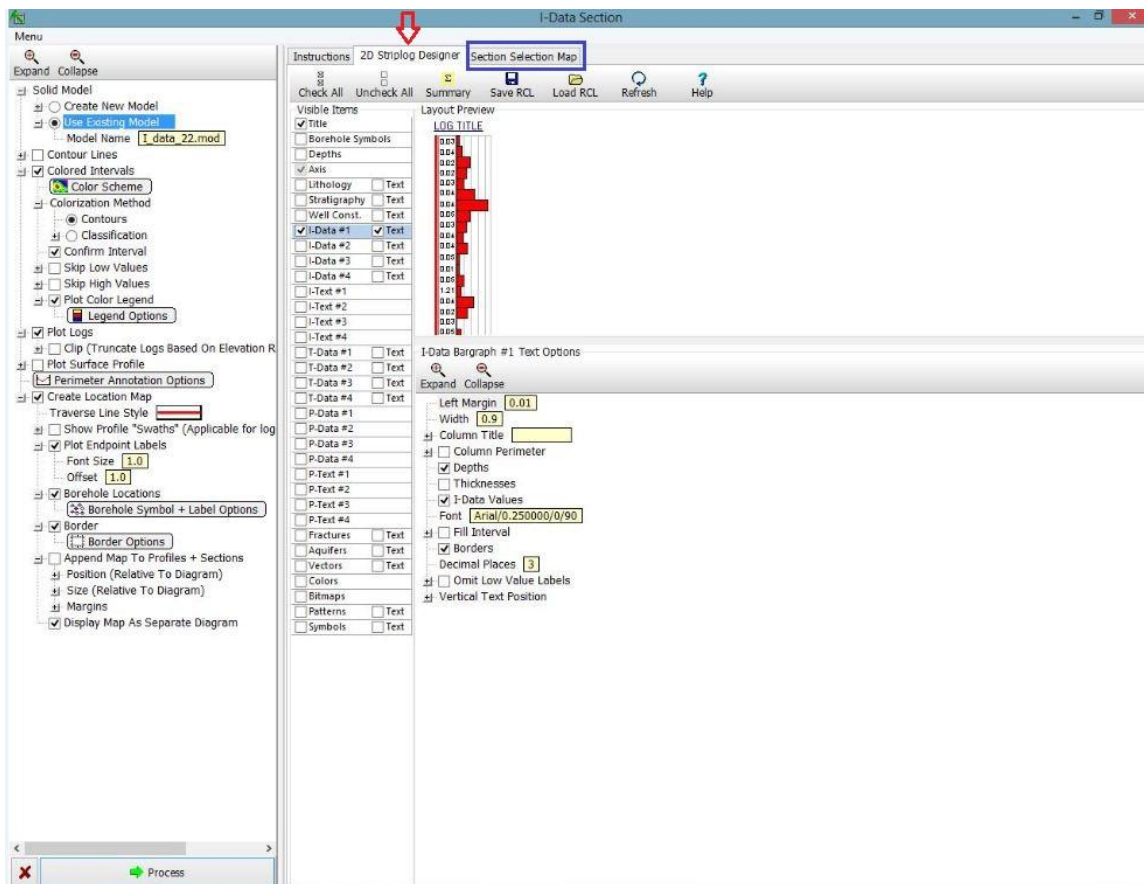 I-Data Section
Menu
Expand Collapse
Solid Model
Create New Model
Use Existing Model
Model Name I_data_22.mod
Contour Lines
Colored Intervals
Color Scheme
Colorization Method
Contours
Classification
Confirm Interval
Skip Low Values
Skip High Values
Plot Color Legend
Legend Options
Plot Logs
Clip (Truncate Logs Based On Elevation R
Plot Surface Profile
Perimeter Annotation Options
Create Location Map
Traverse Line Style
Show Profile "Swaths" (Applicable for log
Plot Endpoint Labels
Font Size 1.0
Offset 1.0
Borehole Locations
Borehole Symbol + Label Options
Border
Border Options
Append Map To Profiles + Sections
Position (Relative To Diagram)
Size (Relative To Diagram)
Margins
Display Map As Separate Diagram
Process
Instructions 2D Striplog Designer Section Selection Map
Check All Uncheck All Summary Save RCL Load RCL Refresh Help
Visible Items
Title
Borehole Symbols
Depths
Axis
Lithology Text
Stratigraphy Text
Well Const. Text
I-Data #1 Text
I-Data #2 Text
I-Data #3 Text
I-Data #4 Text
I-Text #1
I-Text #2
I-Text #3
I-Text #4
T-Data #1 Text
T-Data #2 Text
T-Data #3 Text
T-Data #4 Text
P-Data #1
P-Data #2
P-Data #3
P-Data #4
P-Text #1
P-Text #2
P-Text #3
P-Text #4
Fractures Text
Aquifers Text
Vectors Text
Colors
Bitmaps
Patterns Text
Symbols Text
Layout Preview
LOG TITLE
I-Data Bargraph #1 Text Options
Expand Collapse
Left Margin 0.01
Width 0.9
Column Title
Column Perimeter
Depths
Thicknesses
I-Data Values
Font Arial/0.250000/0/90
Fill Interval
Borders
Decimal Places 3
Omit Low Value Labels
Vertical Text Position